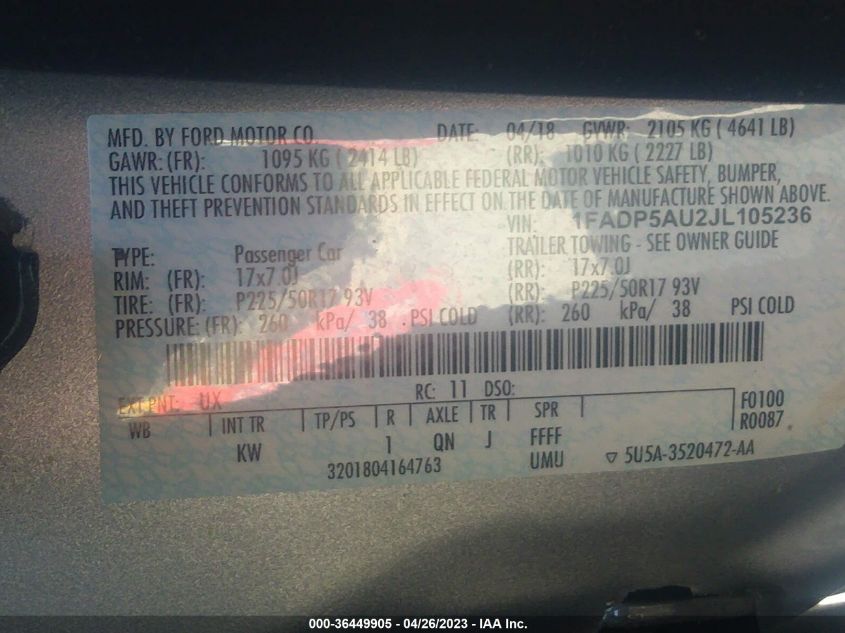 MFD. BY FORD MOTOR CO. DATE: 04/18 GVWR: 2105 KG ( 4641 LB)
GAWR: (FR): 1095 KG ( 2414 LB) (RR): 1010 KG ( 2227 LB)
THIS VEHICLE CONFORMS TO ALL APPLICABLE FEDERAL MOTOR VEHICLE SAFETY, BUMPER,
AND THEFT PREVENTION STANDARDS IN EFFECT ON THE DATE OF MANUFACTURE SHOWN ABOVE.
VIN: 1FADP5AU2JL105236
TYPE: Passenger Car TRAILER TOWING - SEE OWNER GUIDE
RIM: (FR): 17x7.0J (RR): 17x7.0J
TIRE: (FR): P225/50R17 93V (RR): P225/50R17 93V
PRESSURE: (FR): 260 kPa/ 38 PSI COLD (RR): 260 kPa/ 38 PSI COLD
EXT PNT: UX RC: 11 DSO:
WB INT TR TP/PS R AXLE TR SPR F0100
KW 1 QN J FFFF R0087
UMU
3201804164763 ▽ 5U5A-3520472-AA
000-36449905 - 04/26/2023 - IAA Inc.